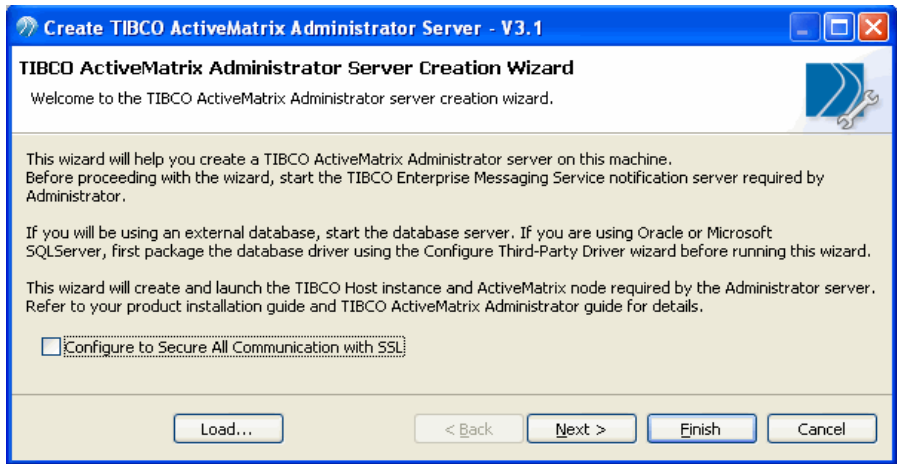 Create TIBCO ActiveMatrix Administrator Server - V3.1
TIBCO ActiveMatrix Administrator Server Creation Wizard
Welcome to the TIBCO ActiveMatrix Administrator server creation wizard.
This wizard will help you create a TIBCO ActiveMatrix Administrator server on this machine.
Before proceeding with the wizard, start the TIBCO Enterprise Messaging Service notification server required by
Administrator.
If you will be using an external database, start the database server. If you are using Oracle or Microsoft
SQLServer, first package the database driver using the Configure Third-Party Driver wizard before running this wizard.
This wizard will create and launch the TIBCO Host instance and ActiveMatrix node required by the Administrator server.
Refer to your product installation guide and TIBCO ActiveMatrix Administrator guide for details.
Configure to Secure All Communication with SSL
Load... < Back Next > Finish Cancel